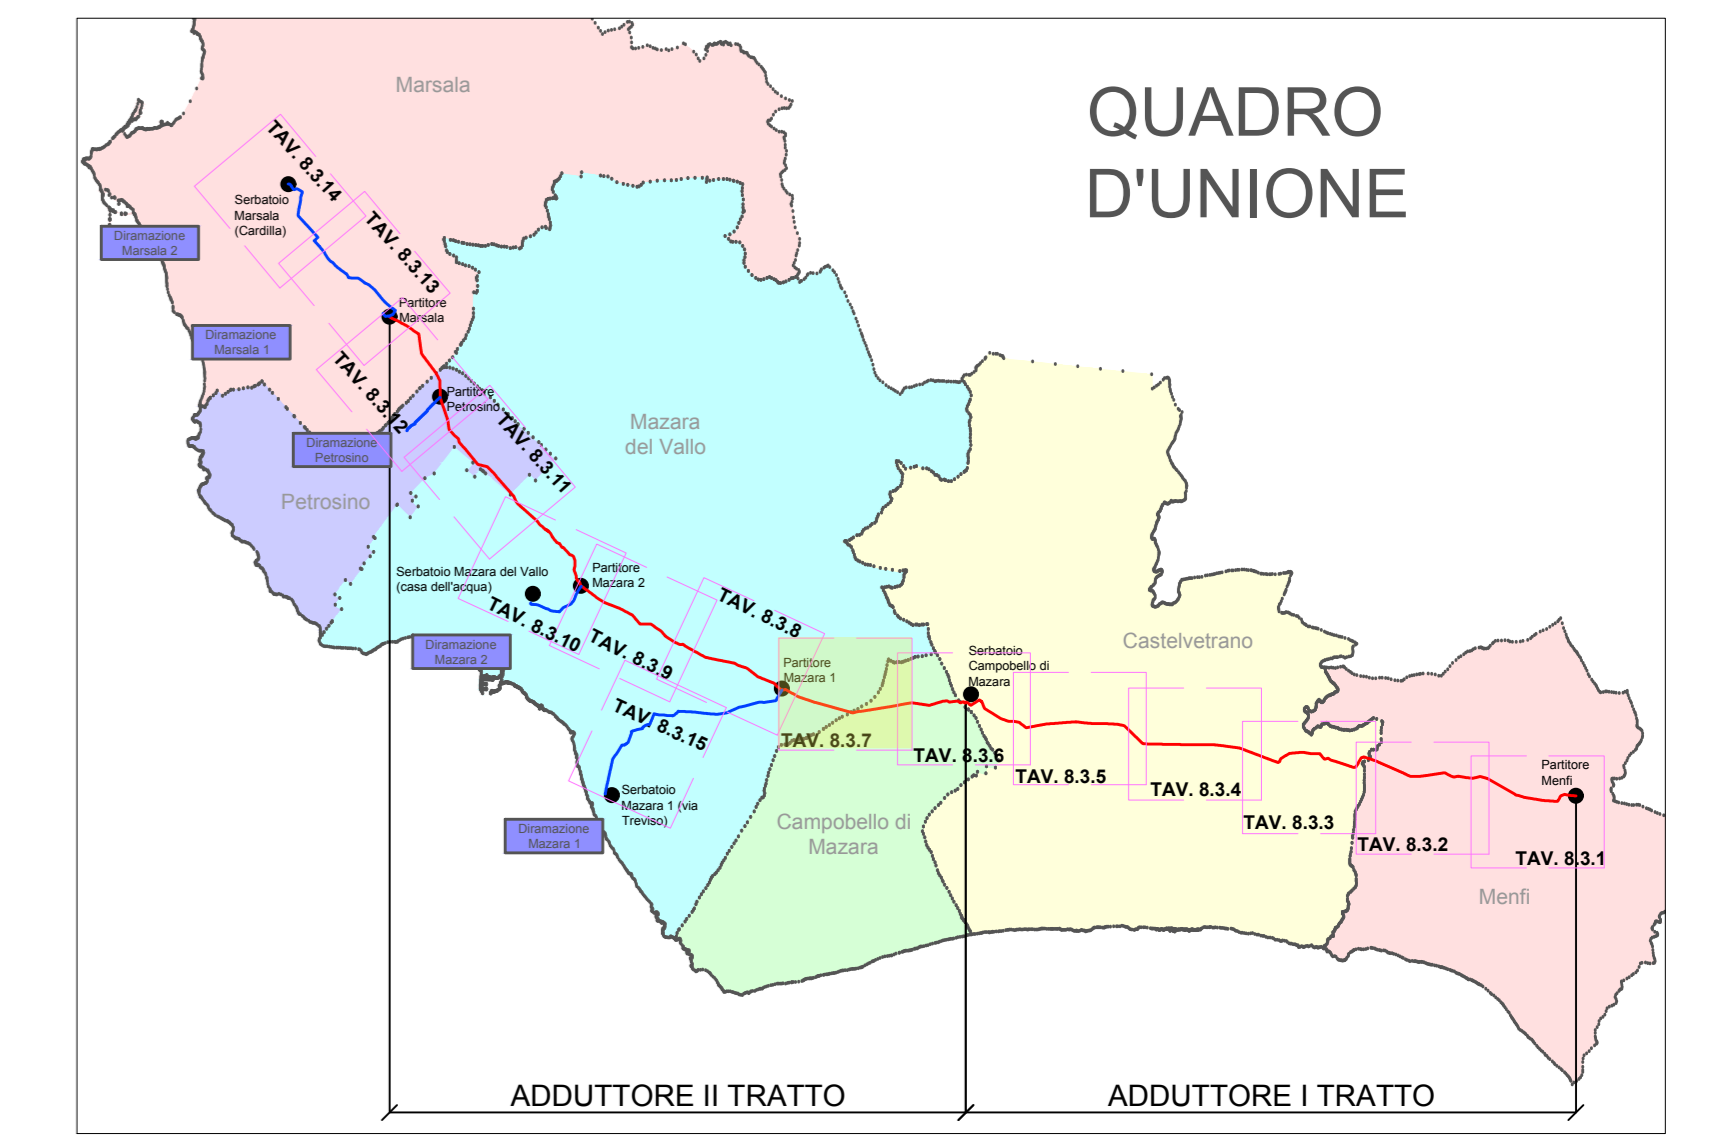 QUADRO
D'UNIONE
Marsala
TAV. 8.3.14
Serbatoio
Marsala
(Cardilla)
Diramazione
Marsala 2
TAV. 8.3.13
Partitore
Marsala
Diramazione
Marsala 1
TAV. 8.3.12
Partitore
Petrosino
Diramazione
Petrosino
TAV. 8.3.11
Petrosino
Mazara
del Vallo
Serbatoio Mazara del Vallo
(casa dell'acqua)
Partitore
Mazara 2
TAV. 8.3.10
TAV. 8.3.9
TAV. 8.3.8
Diramazione
Mazara 2
Partitore
Mazara 1
TAV. 8.3.15
TAV. 8.3.7
Serbatoio
Mazara 1 (via
Treviso)
Diramazione
Mazara 1
Campobello di
Mazara
Serbatoio
Campobello di
Mazara
TAV. 8.3.6
Castelvetrano
TAV. 8.3.5
TAV. 8.3.4
TAV. 8.3.3
TAV. 8.3.2
Partitore
Menfi
TAV. 8.3.1
Menfi
ADDUTTORE II TRATTO
ADDUTTORE I TRATTO